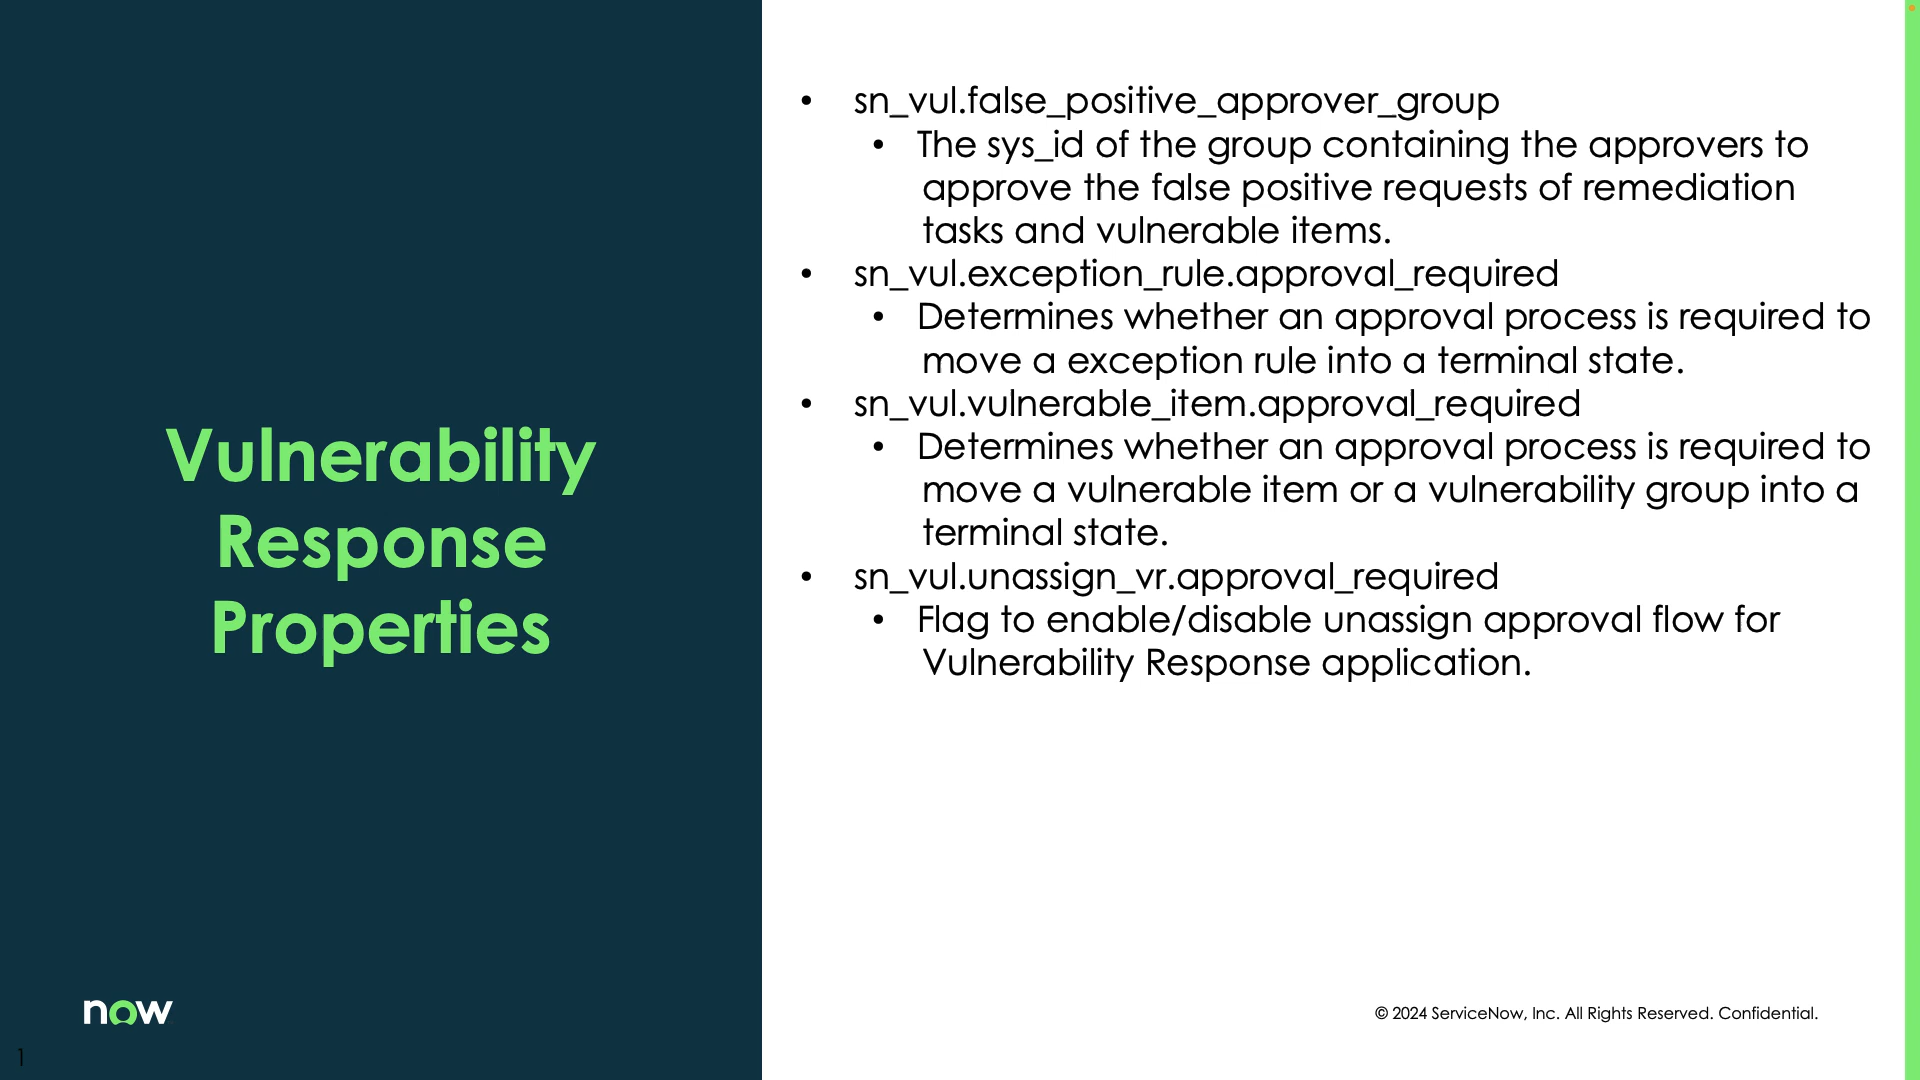 Vulnerability
Response
Properties
• sn_vul.false_positive_approver_group
• The sys_id of the group containing the approvers to
approve the false positive requests of remediation
tasks and vulnerable items.
• sn_vul.exception_rule.approval_required
• Determines whether an approval process is required to
move a exception rule into a terminal state.
• sn_vul.vulnerable_item.approval_required
• Determines whether an approval process is required to
move a vulnerable item or a vulnerability group into a
terminal state.
• sn_vul.unassign_vr.approval_required
• Flag to enable/disable unassign approval flow for
Vulnerability Response application.
now
© 2024 ServiceNow, Inc. All Rights Reserved. Confidential.
1